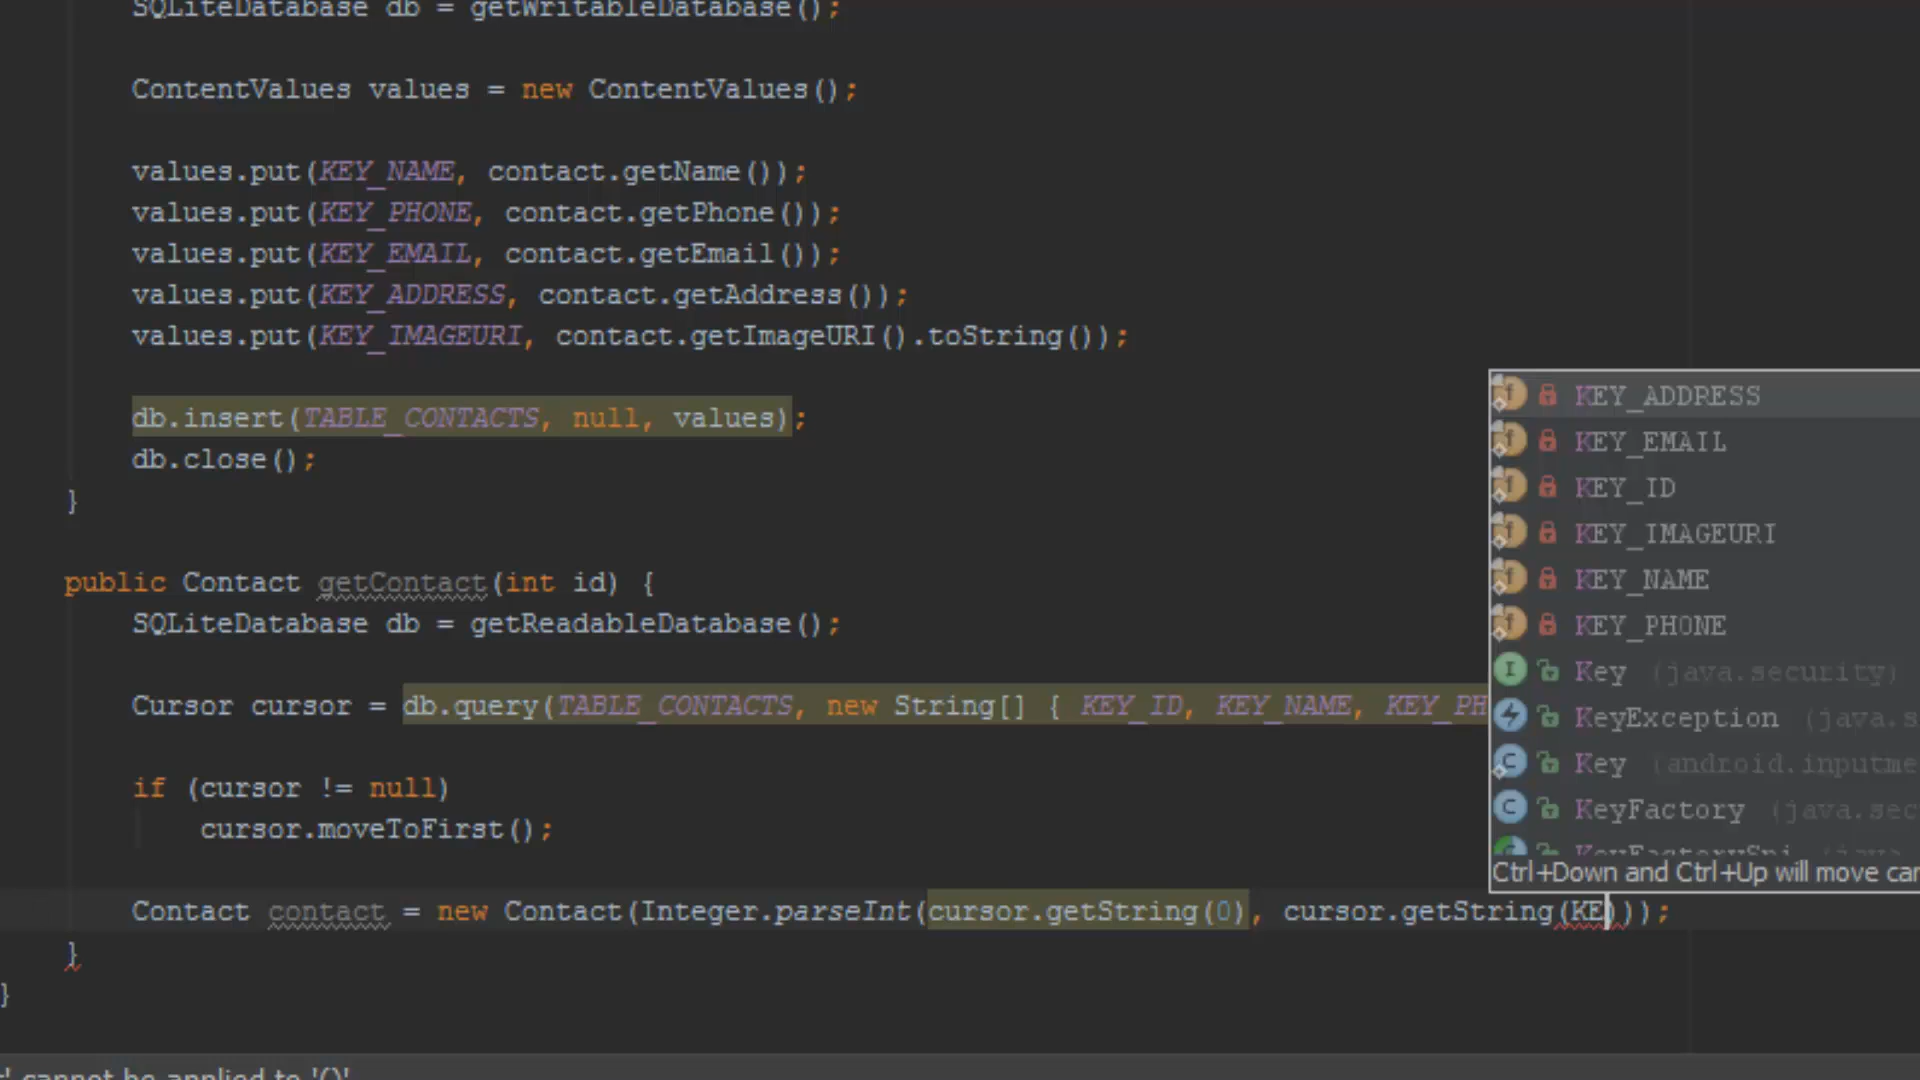 SQLiteDatabase db = getWritableDatabase();
ContentValues values = new ContentValues();
values.put(KEY_NAME, contact.getName());
values.put(KEY_PHONE, contact.getPhone());
values.put(KEY_EMAIL, contact.getEmail());
values.put(KEY_ADDRESS, contact.getAddress());
values.put(KEY_IMAGEURI, contact.getImageURI().toString());
db.insert(TABLE_CONTACTS, null, values);
db.close();
}
public Contact getContact(int id) {
SQLiteDatabase db = getReadableDatabase();
Cursor cursor = db.query(TABLE_CONTACTS, new String[] { KEY_ID, KEY_NAME, KEY_PH
if (cursor != null)
cursor.moveToFirst();
Contact contact = new Contact(Integer.parseInt(cursor.getString(0), cursor.getString(KE)));
}
}
KEY_ADDRESS
KEY_EMAIL
KEY_ID
KEY_IMAGEURI
KEY_NAME
KEY_PHONE
Key (java.security)
KeyException (java.s
Key (android.inputme
KeyFactory (java.sec
KeyFactorySpi (java.
Ctrl+Down and Ctrl+Up will move car
' cannot be applied to '()'